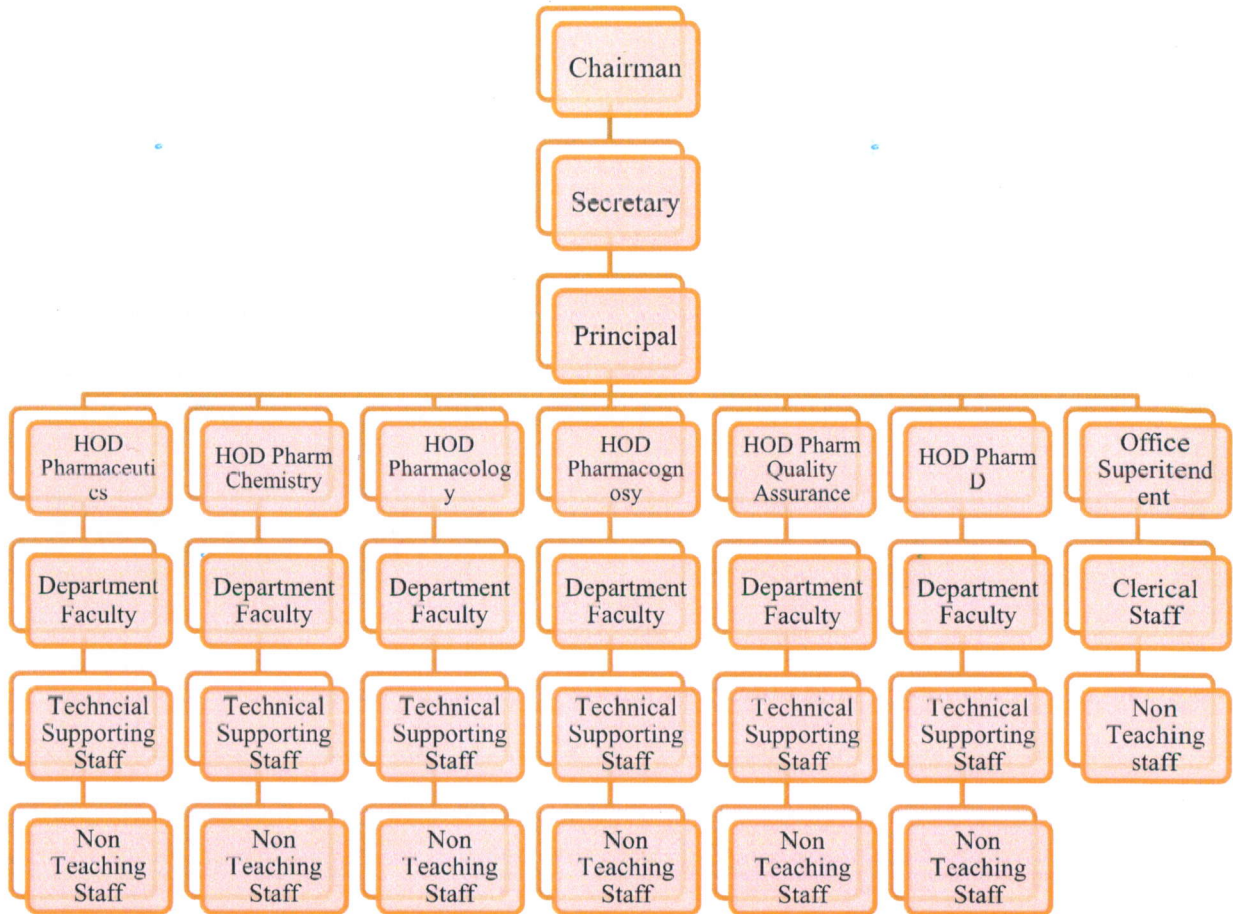 Chairman
Secretary
Principal
HOD
Pharmaceuti
cs
HOD Pharm
Chemistry
HOD
Pharmacolog
y
HOD
Pharmacogn
osy
HOD Pharm
Quality
Assurance
HOD Pharm
D
Office
Superitend
ent
Department
Faculty
Department
Faculty
Department
Faculty
Department
Faculty
Department
Faculty
Department
Faculty
Clerical
Staff
Techncial
Supporting
Staff
Technical
Supporting
Staff
Technical
Supporting
Staff
Technical
Supporting
Staff
Technical
Supporting
Staff
Technical
Supporting
Staff
Non
Teaching
staff
Non
Teaching
Staff
Non
Teaching
Staff
Non
Teaching
Staff
Non
Teaching
Staff
Non
Teaching
Staff
Non
Teaching
Staff